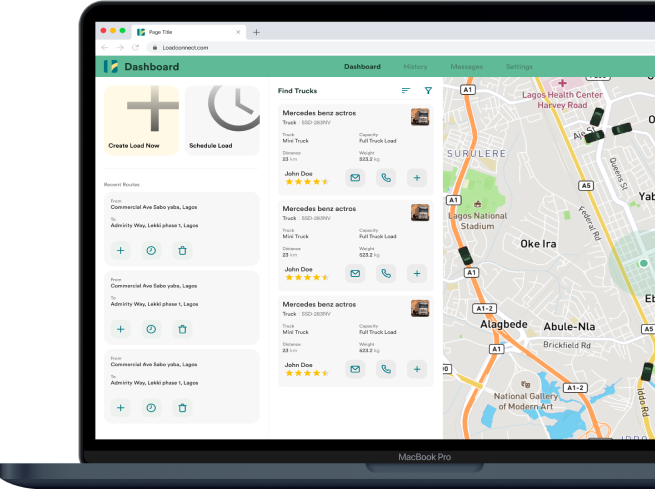 Page Title
Loadconnect.com
Dashboard
Dashboard
History
Messages
Settings
Create Load Now
Schedule Load
Recent Routes
From
Commercial Ave Sabo yaba, Lagos
To
Admirity Way, Lekki phase 1, Lagos
From
Commercial Ave Sabo yaba, Lagos
To
Admirity Way, Lekki phase 1, Lagos
From
Commercial Ave Sabo yaba, Lagos
To
Admirity Way, Lekki phase 1, Lagos
Find Trucks
Mercedes benz actros
Truck SSD-283NV
Truck
Mini Truck
Capacity
Full Truck Load
Distance
23 km
Weight
523.2 kg
John Doe
Mercedes benz actros
Truck SSD-283NV
Truck
Mini Truck
Capacity
Full Truck Load
Distance
23 km
Weight
523.2 kg
John Doe
Mercedes benz actros
Truck SSD-283NV
Truck
Mini Truck
Capacity
Full Truck Load
Distance
23 km
Weight
523.2 kg
John Doe
A1
Lagos Health Center
Harvey Road
SURULERE
Queens St
A5
Yab
A1
Lagos National
Stadium
Federal Rd
Oke Ira
A1
A1-2
Alagbede
Abule-Nla
Eb
A5
A1
Brickfield Rd
A1-2
National Gallery
of Modern Art
Iddo Rd
MacBook Pro